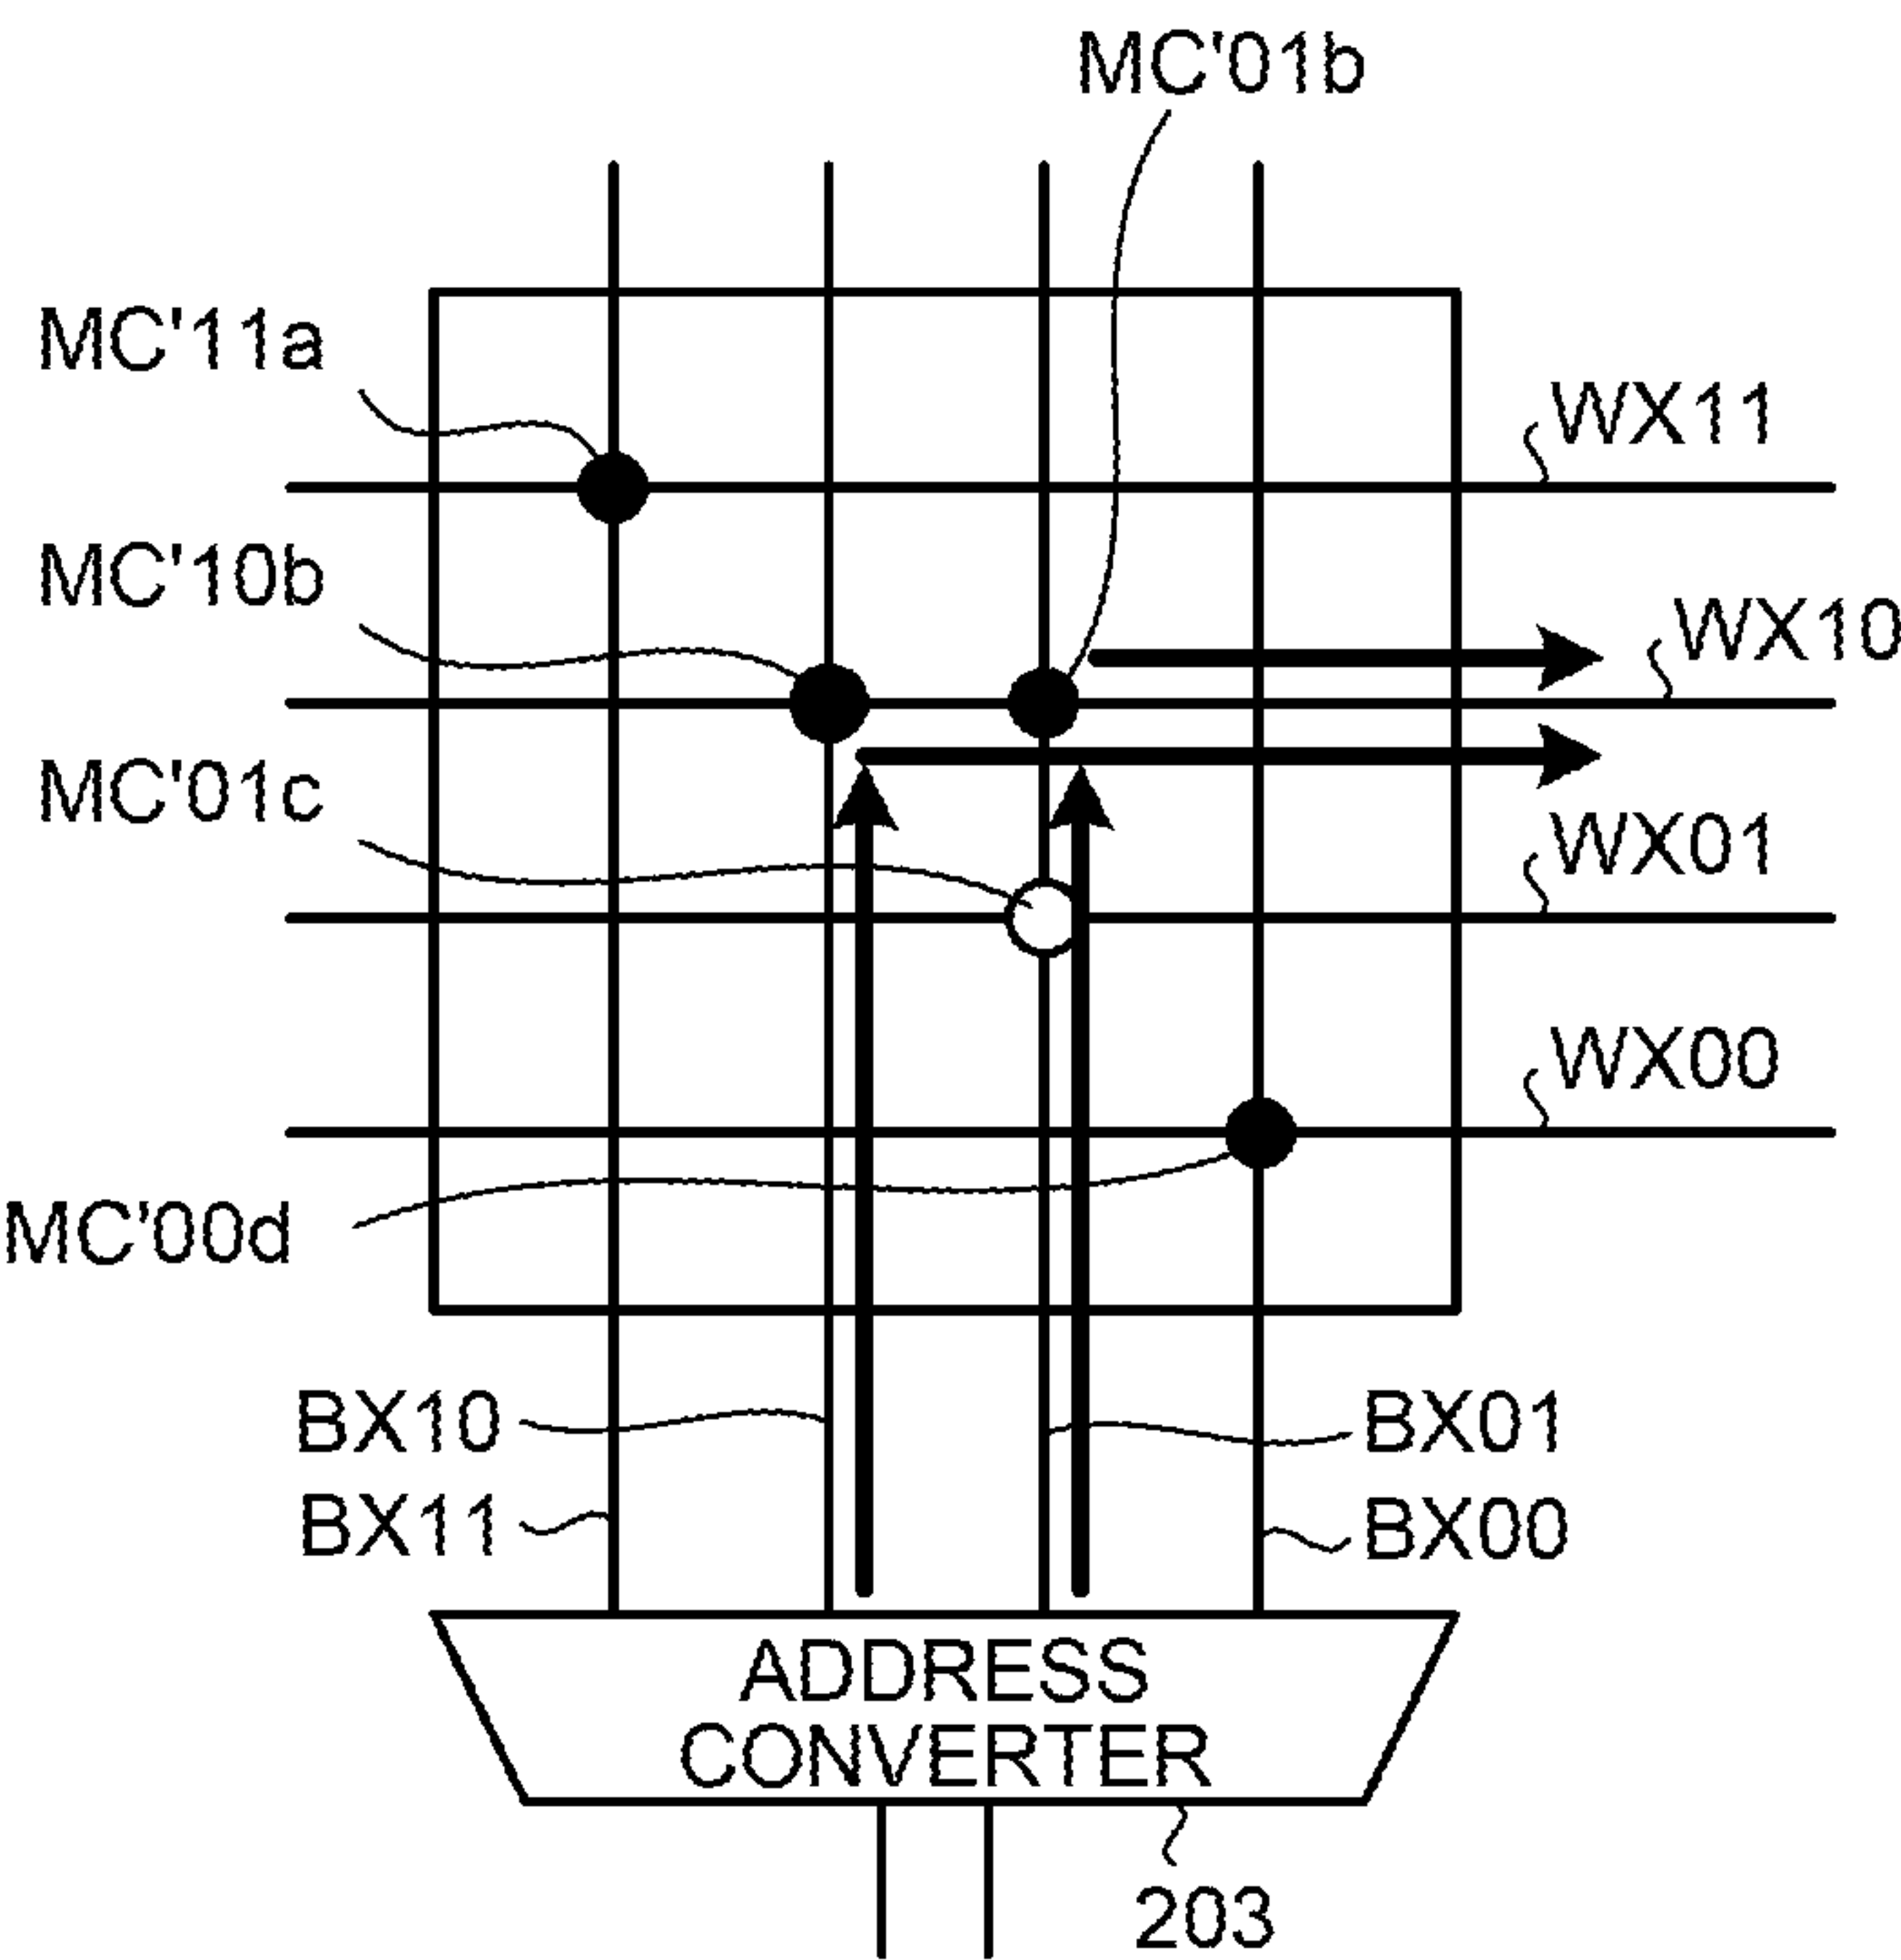 MC'01b
MC'11a
WX11
MC'10b
WX10
MC'01c
WX01
WX00
MC'00d
BX10
BX01
BX11
BX00
ADDRESS
CONVERTER
203